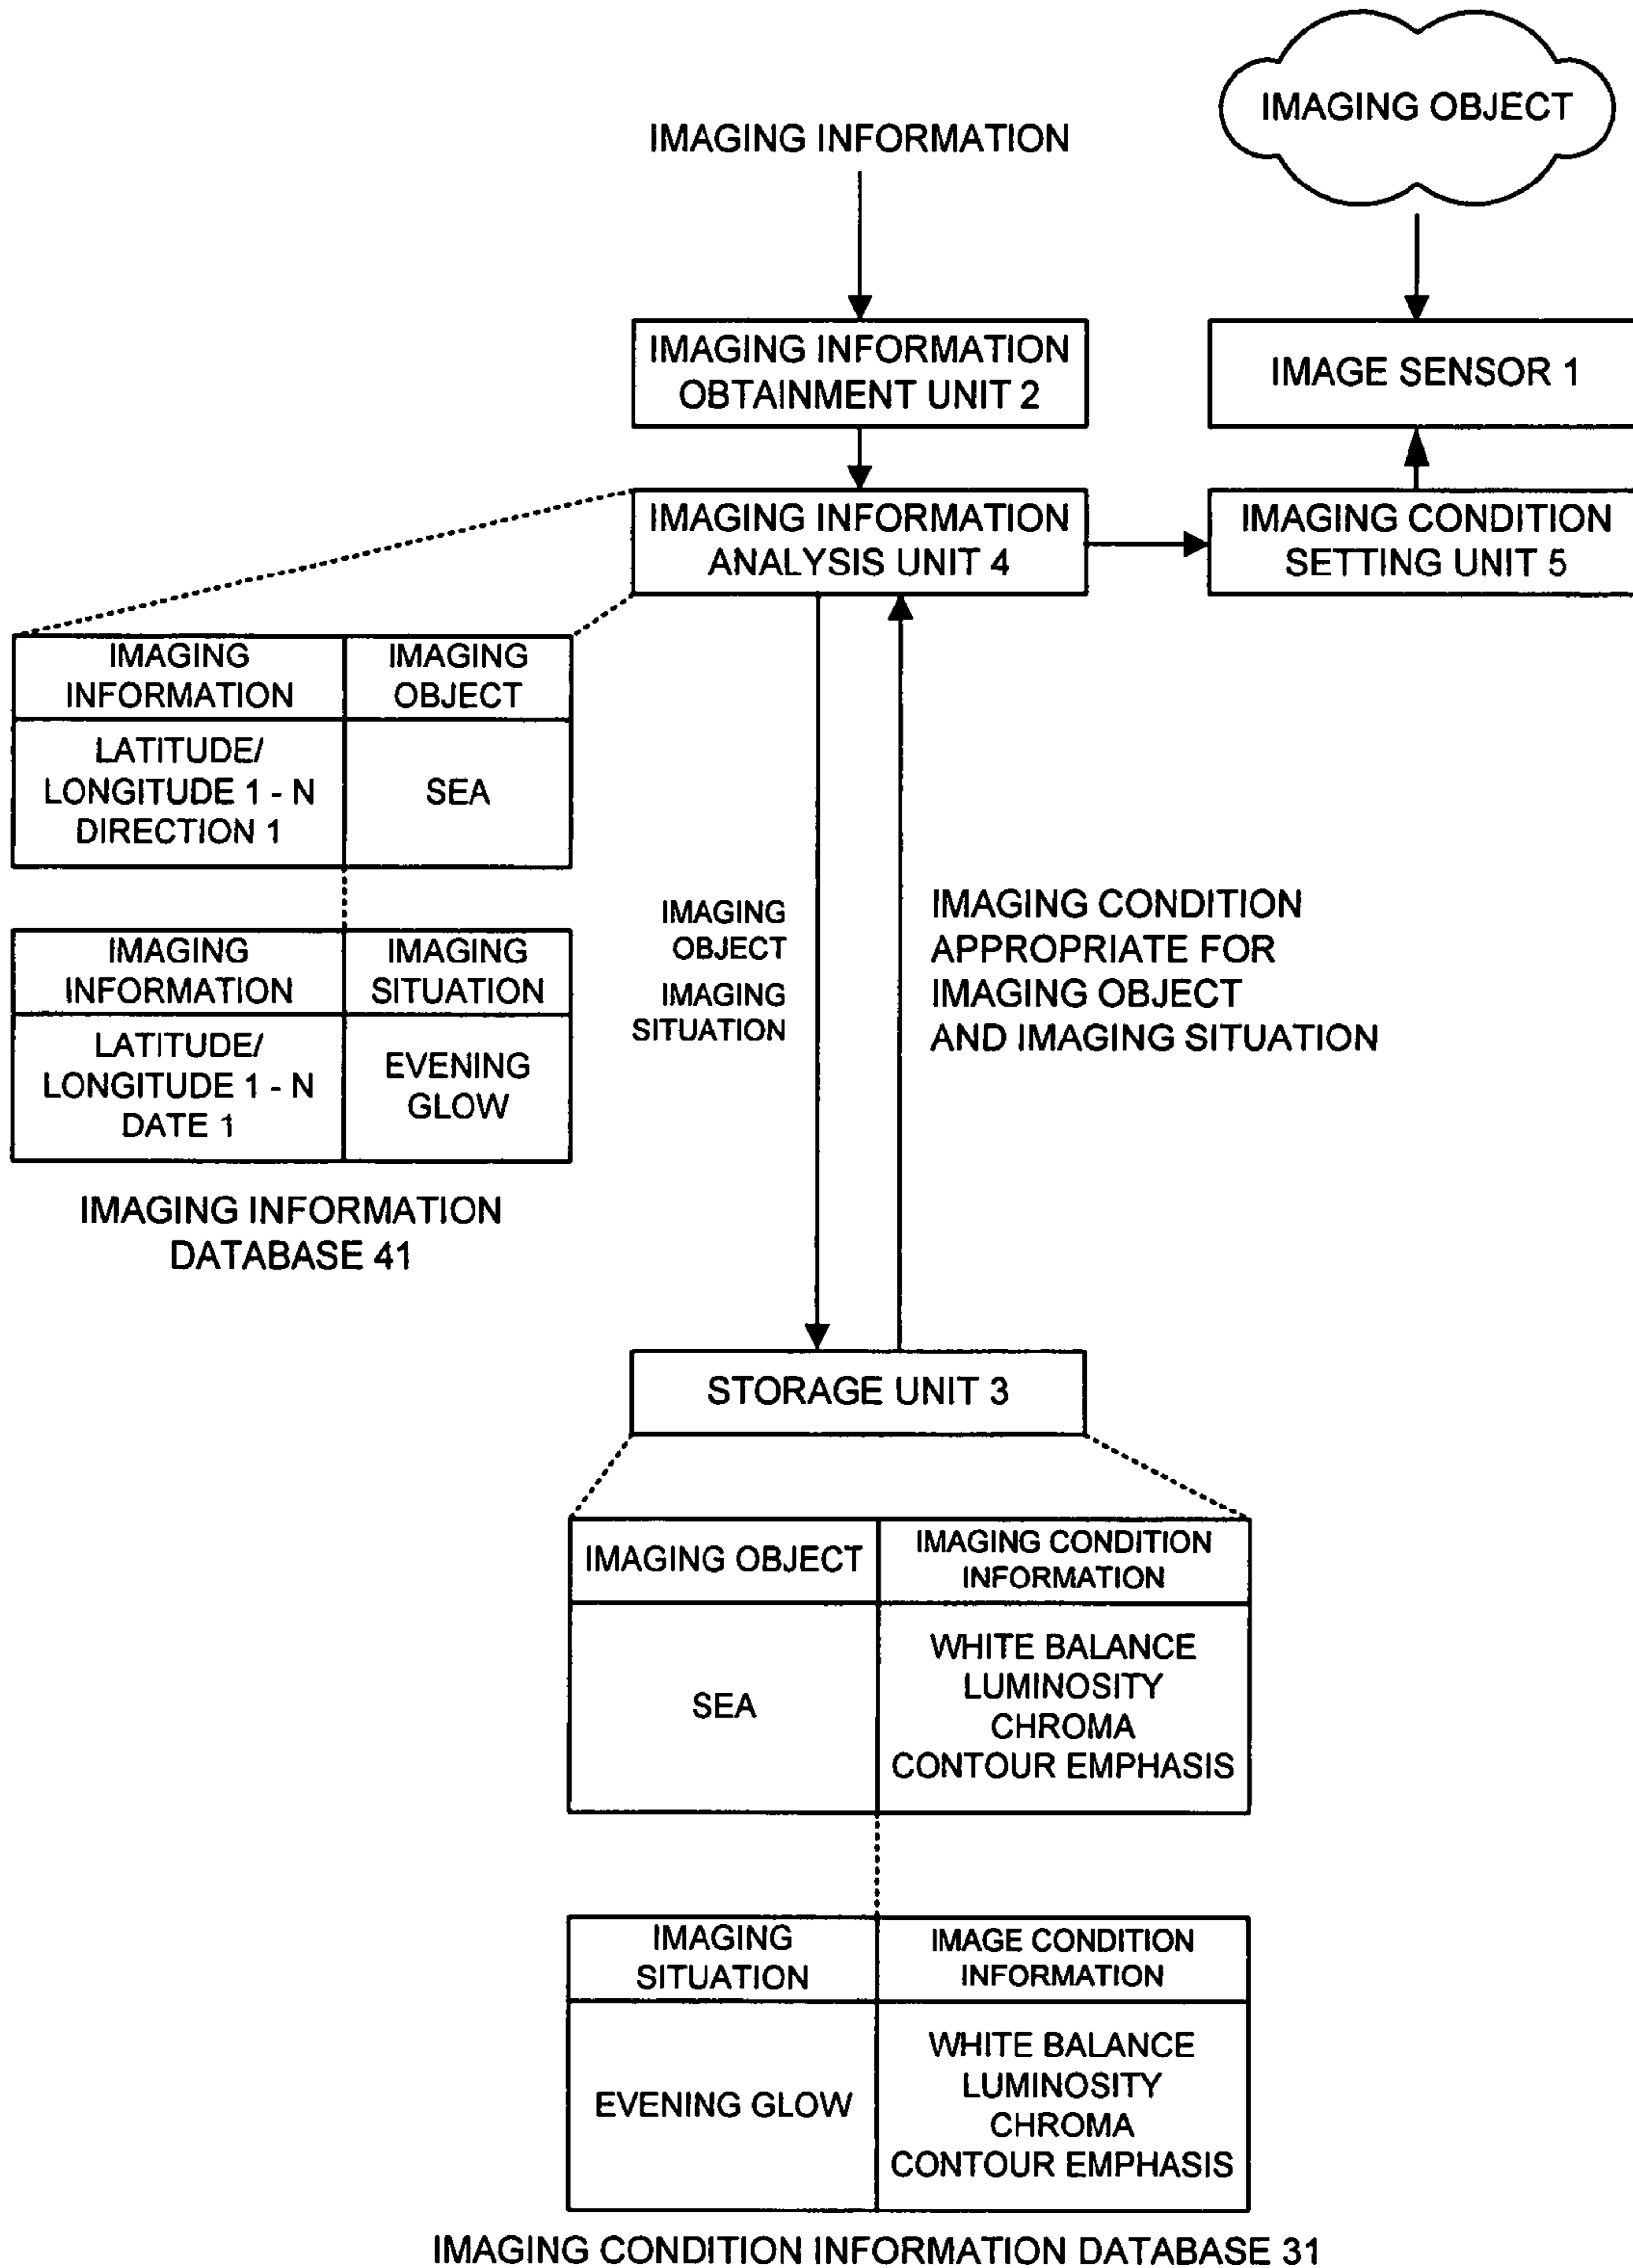 IMAGING OBJECT
IMAGING INFORMATION
IMAGING INFORMATION
OBTAINMENT UNIT 2
IMAGE SENSOR 1
IMAGING INFORMATION
ANALYSIS UNIT 4
IMAGING CONDITION
SETTING UNIT 5
IMAGING
INFORMATION
IMAGING
OBJECT
LATITUDE/
LONGITUDE 1 - N
DIRECTION 1
SEA
IMAGING
INFORMATION
IMAGING
SITUATION
LATITUDE/
LONGITUDE 1 - N
DATE 1
EVENING
GLOW
IMAGING INFORMATION
DATABASE 41
IMAGING
OBJECT
IMAGING
SITUATION
IMAGING CONDITION
APPROPRIATE FOR
IMAGING OBJECT
AND IMAGING SITUATION
STORAGE UNIT 3
IMAGING OBJECT
IMAGING CONDITION
INFORMATION
SEA
WHITE BALANCE
LUMINOSITY
CHROMA
CONTOUR EMPHASIS
IMAGING
SITUATION
IMAGE CONDITION
INFORMATION
EVENING GLOW
WHITE BALANCE
LUMINOSITY
CHROMA
CONTOUR EMPHASIS
IMAGING CONDITION INFORMATION DATABASE 31